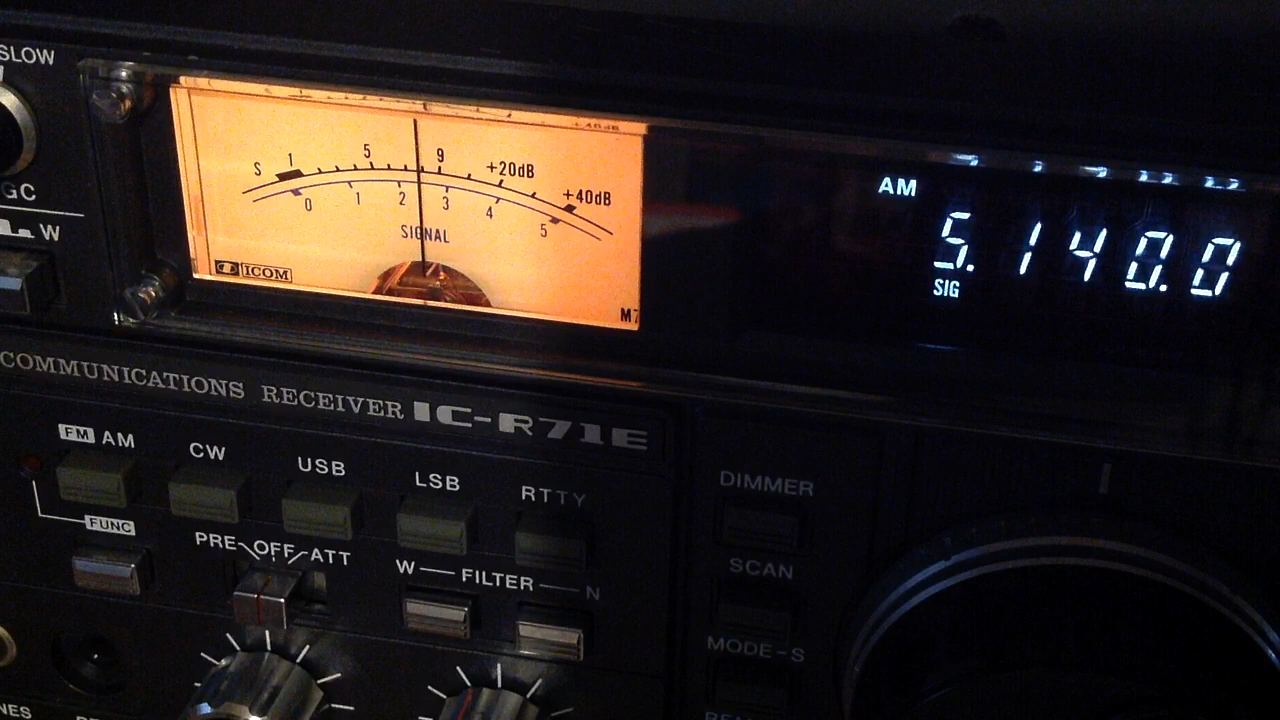 SLOW
GC
W
S 1 5 9 +20dB +40dB
0 1 2 3 4 5
SIGNAL
ICOM
AM
5.140.0
SIG
COMMUNICATIONS RECEIVER IC-R71E
FM AM
CW
USB
LSB
RTTY
FUNC
PRE OFF ATT
W FILTER N
DIMMER
SCAN
MODE-S